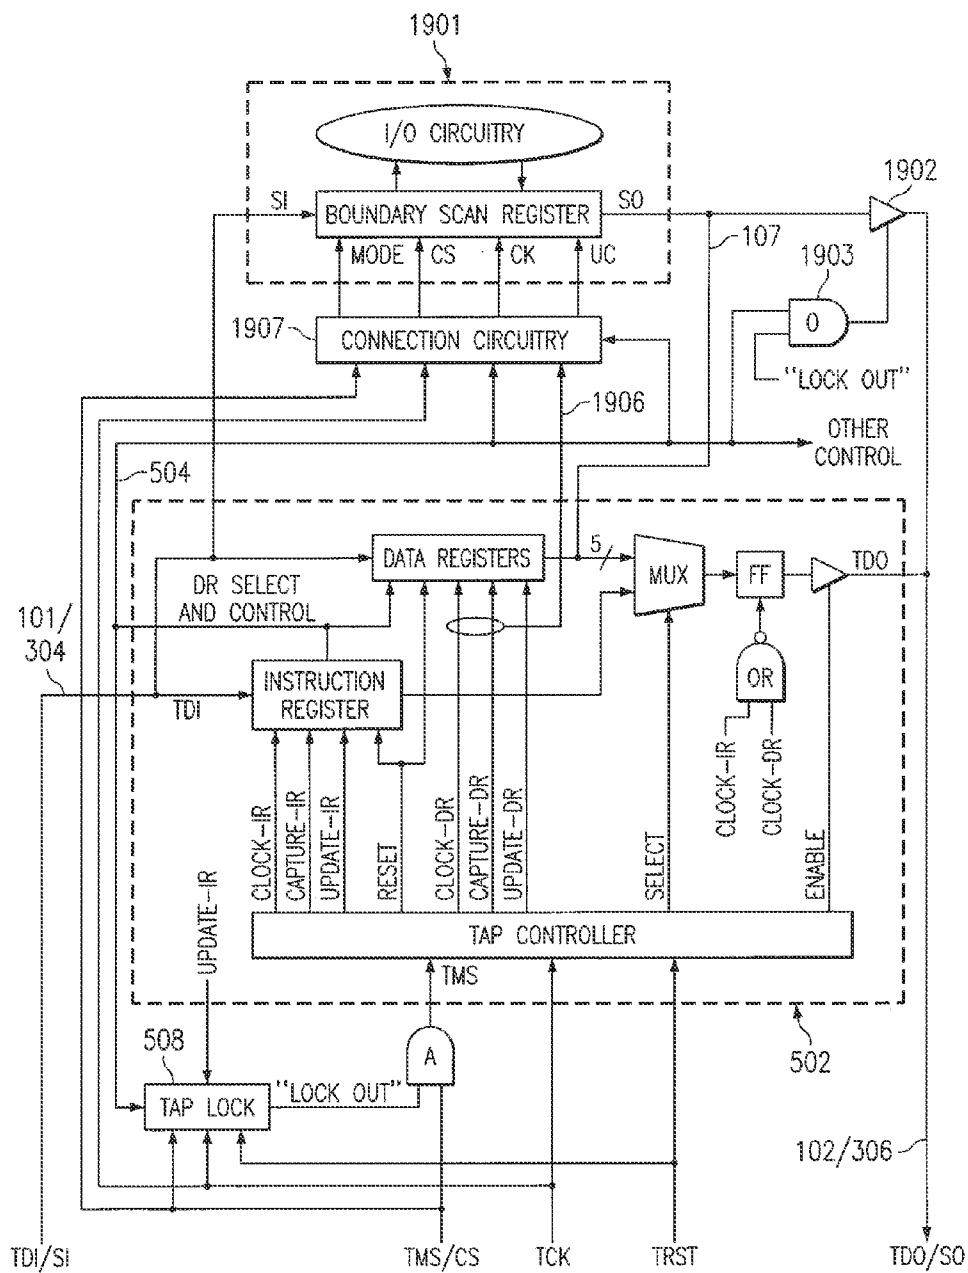 1901
I/O CIRCUITRY
1902
SI
BOUNDARY SCAN REGISTER
SO
107
MODE
CS
CK
UC
1903
O
1907
CONNECTION CIRCUITRY
"LOCK OUT"
1906
OTHER
CONTROL
504
5
DATA REGISTERS
MUX
FF
TDO
DR SELECT
AND CONTROL
101/
304
INSTRUCTION
REGISTER
OR
TDI
CLOCK-IR
CLOCK-DR
CLOCK-IR
CAPTURE-IR
UPDATE-IR
RESET
CLOCK-DR
CAPTURE-DR
UPDATE-DR
SELECT
ENABLE
TAP CONTROLLER
UPDATE-IR
TMS
508
A
502
"LOCK OUT"
TAP LOCK
102/306
TDI/SI
TMS/CS
TCK
TRST
TDO/SO